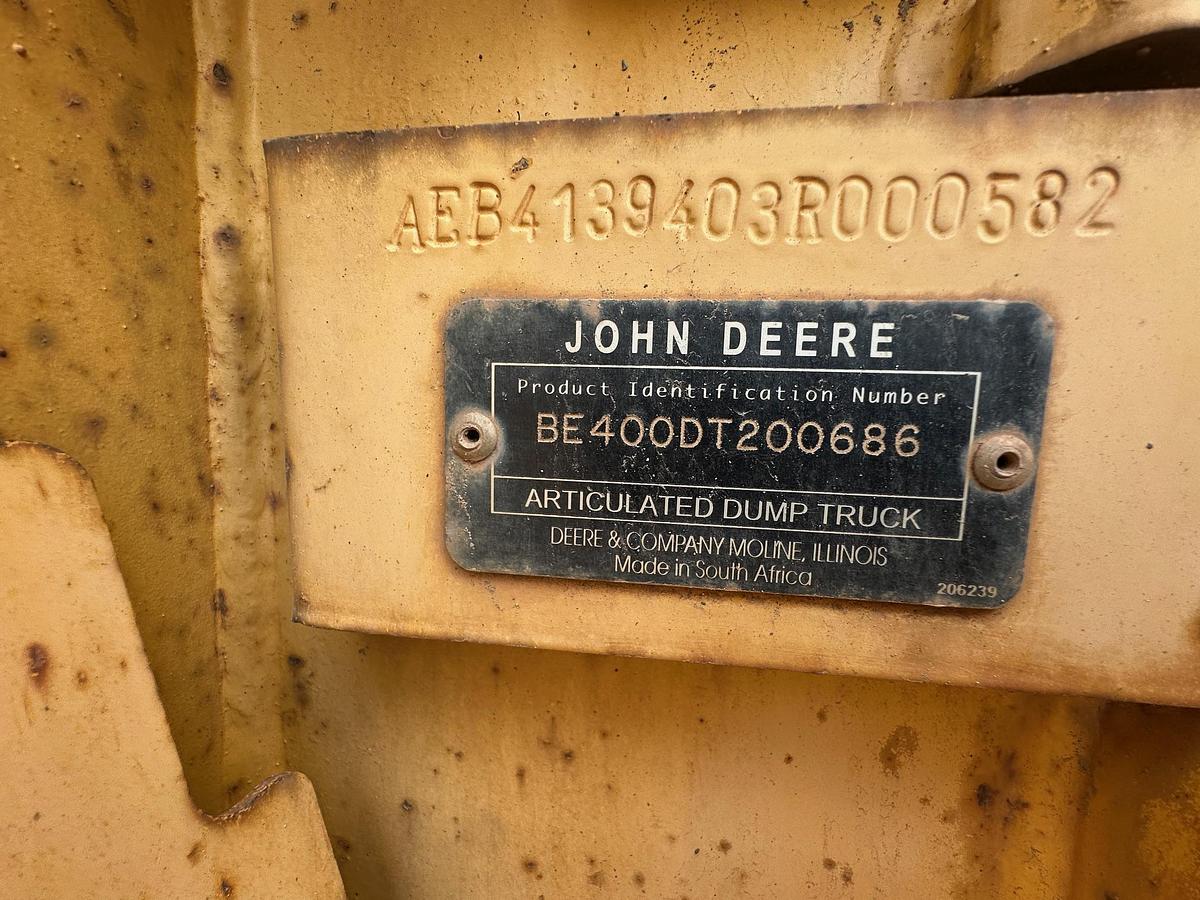 AEB4139403R000582
JOHN DEERE
Product Identification Number
BE400DT200686
ARTICULATED DUMP TRUCK
DEERE & COMPANY MOLINE, ILLINOIS
Made in South Africa
206239